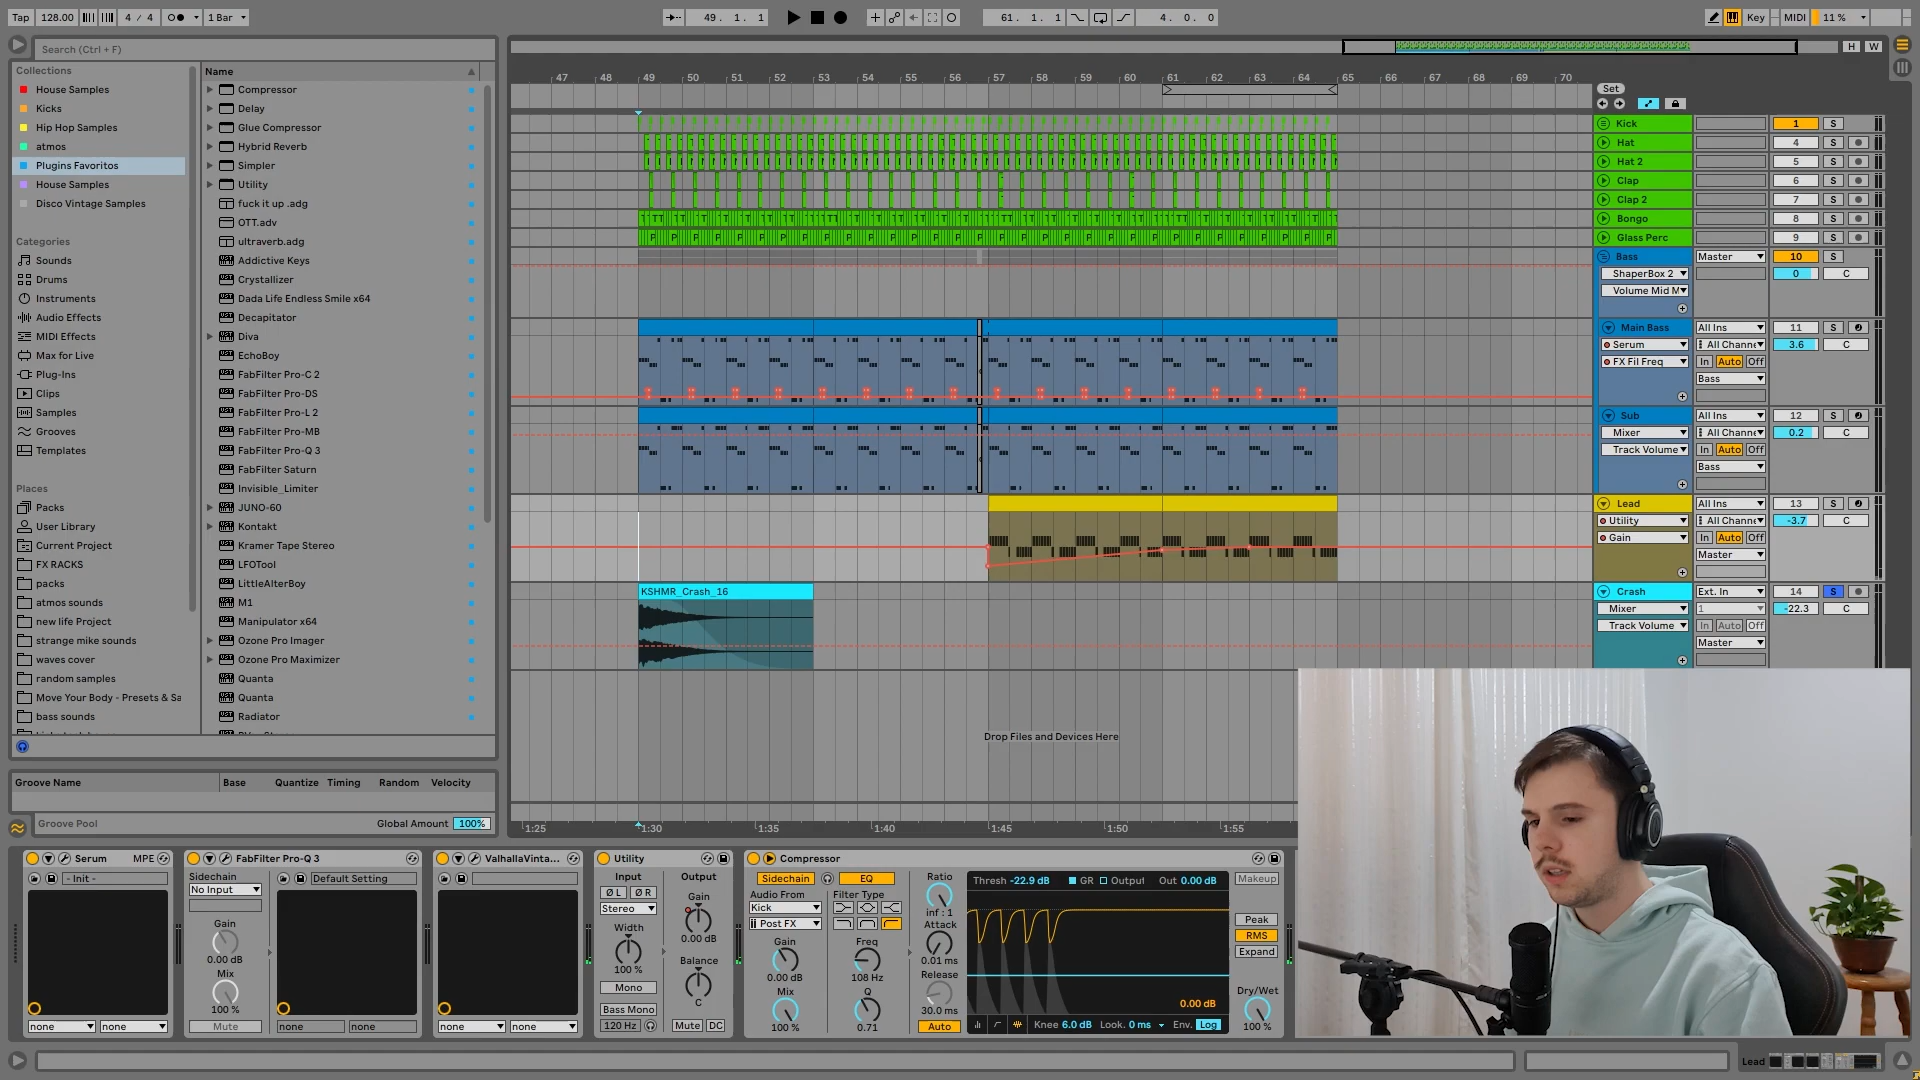 Tap 128.00 4 / 4 1 Bar 49. 1. 1 61. 1. 1 4. 0. 0 Key MIDI 11 %
Search (Ctrl + F)
H W
Collections
House Samples
Kicks
Hip Hop Samples
atmos
Plugins Favoritos
House Samples
Disco Vintage Samples
Categories
Sounds
Drums
Instruments
Audio Effects
MIDI Effects
Max for Live
Plug-Ins
Clips
Samples
Grooves
Templates
Places
Packs
User Library
Current Project
FX RACKS
packs
atmos sounds
new life Project
strange mike sounds
waves cover
random samples
Move Your Body - Presets & Sa
bass sounds
Name
Compressor
Delay
Glue Compressor
Hybrid Reverb
Simpler
Utility
fuck it up .adg
OTT.adv
ultraverb.adg
Addictive Keys
Crystallizer
Dada Life Endless Smile x64
Decapitator
Diva
EchoBoy
FabFilter Pro-C 2
FabFilter Pro-DS
FabFilter Pro-L 2
FabFilter Pro-MB
FabFilter Pro-Q 3
FabFilter Saturn
Invisible_Limiter
JUNO-60
Kontakt
Kramer Tape Stereo
LFOTool
LittleAlterBoy
M1
Manipulator x64
Ozone Pro Imager
Ozone Pro Maximizer
Quanta
Quanta
Radiator
Groove Name Base Quantize Timing Random Velocity
Groove Pool Global Amount 100%
47 48 49 50 51 52 53 54 55 56 57 58 59 60 61 62 63 64 65 66 67 68 69 70
Set
KSHMR_Crash_16
Drop Files and Devices Here
1:25 1:30 1:35 1:40 1:45 1:50 1:55
Kick 1 S
Hat 4 S
Hat 2 5 S
Clap 6 S
Clap 2 7 S
Bongo 8 S
Glass Perc 9 S
Bass Master 10 S
ShaperBox 2 0 C
Volume Mid M
Main Bass All Ins 11 S
Serum All Channe 3.6 C
FX Fil Freq In Auto Off
Bass
Sub All Ins 12 S
Mixer All Channe 0.2 C
Track Volume In Auto Off
Bass
Lead All Ins 13 S
Utility All Channe -3.7 C
Gain In Auto Off
Master
Crash Ext. In 14 S
Mixer 1 -22.3 C
Track Volume In Auto Off
Master
Serum MPE
- Init -
none none
FabFilter Pro-Q 3
Sidechain
No Input
Default Setting
Gain
0.00 dB
Mix
100 %
Mute
none none
ValhallaVinta...
none none
Utility
Input Output
Ø L Ø R Gain
Stereo
Width 0.00 dB
100 % Balance
Mono
Bass Mono C
120 Hz Mute DC
Compressor
Sidechain EQ
Audio From Filter Type
Kick
Post FX
Gain Freq
0.00 dB 108 Hz
Mix Q
100 % 0.71
Ratio
inf : 1
Attack
0.01 ms
Release
30.0 ms
Auto
Thresh -22.9 dB GR Output Out 0.00 dB
0.00 dB
Knee 6.0 dB Look. 0 ms Env. Log
Makeup
Peak
RMS
Expand
Dry/Wet
100 %
Lead